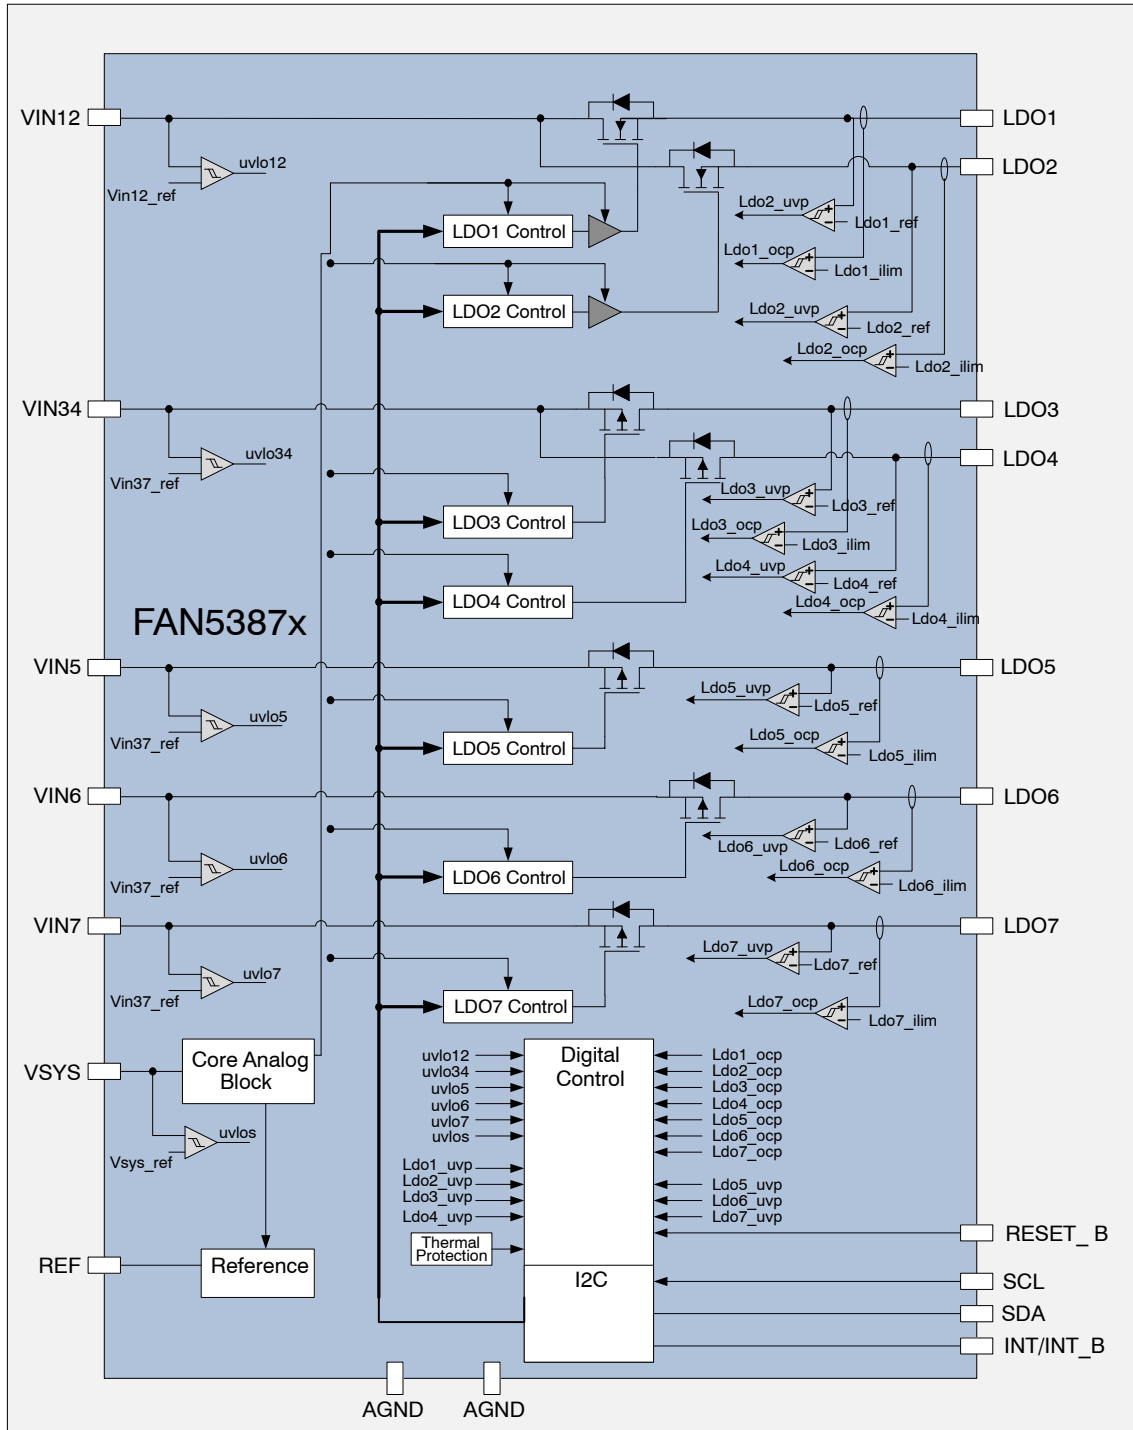 VIN12
LDO1
uvlo12
Vin12_ref
LDO2
Ldo2_uvp
Ldo1_ref
LDO1 Control
Ldo1_ocp
Ldo1_ilim
LDO2 Control
Ldo2_uvp
Ldo2_ref
Ldo2_ocp
Ldo2_ilim
VIN34
LDO3
uvlo34
Vin37_ref
LDO4
Ldo3_uvp
Ldo3_ref
LDO3 Control
Ldo3_ocp
Ldo3_ilim
Ldo4_uvp
Ldo4_ref
LDO4 Control
Ldo4_ocp
Ldo4_ilim
FAN5387x
VIN5
LDO5
uvlo5
Vin37_ref
Ldo5_uvp
Ldo5_ref
LDO5 Control
Ldo5_ocp
Ldo5_ilim
VIN6
LDO6
uvlo6
Vin37_ref
Ldo6_uvp
Ldo6_ref
LDO6 Control
Ldo6_ocp
Ldo6_ilim
VIN7
LDO7
uvlo7
Vin37_ref
Ldo7_uvp
Ldo7_ref
LDO7 Control
Ldo7_ocp
Ldo7_ilim
VSYS
Core Analog
Block
uvlos
Vsys_ref
REF
Reference
Digital
Control
uvlo12
uvlo34
uvlo5
uvlo6
uvlo7
uvlos
Ldo1_uvp
Ldo2_uvp
Ldo3_uvp
Ldo4_uvp
Thermal
Protection
I2C
Ldo1_ocp
Ldo2_ocp
Ldo3_ocp
Ldo4_ocp
Ldo5_ocp
Ldo6_ocp
Ldo7_ocp
Ldo5_uvp
Ldo6_uvp
Ldo7_uvp
RESET_ B
SCL
SDA
INT/INT_B
AGND
AGND